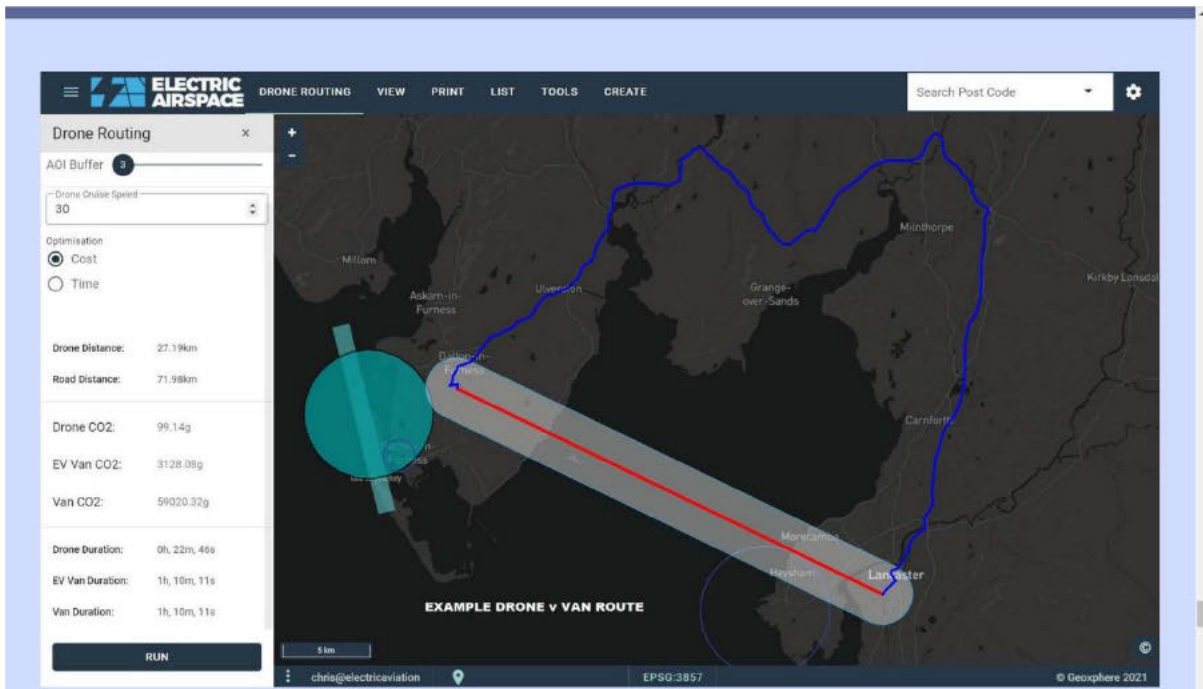 ELECTRIC
AIRSPACE
DRONE ROUTING VIEW PRINT LIST TOOLS CREATE
Search Post Code
Drone Routing ×
AOI Buffer 3
Drone Cruise Speed
30
Optimisation
Cost
Time
Drone Distance: 27.19km
Road Distance: 71.98km
Drone CO2: 99.14g
EV Van CO2: 3128.08g
Van CO2: 59020.32g
Drone Duration: 0h, 22m, 46s
EV Van Duration: 1h, 10m, 11s
Van Duration: 1h, 10m, 11s
RUN
+
-
Milnthorpe
Millom
Kirkby Lonsdal
Ulverston
Grange-
over-Sands
Askam-in-
Furness
Dalton-in-
Furness
Carnforth
Morecambe
Heysham
Lancaster
EXAMPLE DRONE v VAN ROUTE
5 km
©
chris@electricaviation
EPSG:3857
© Geoxphere 2021